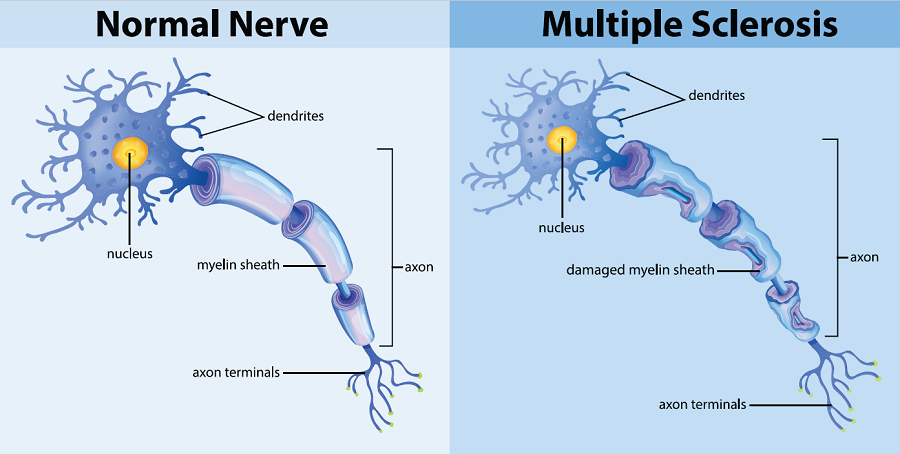 Normal Nerve
dendrites
nucleus
myelin sheath
axon
axon terminals
Multiple Sclerosis
dendrites
nucleus
damaged myelin sheath
axon
axon terminals